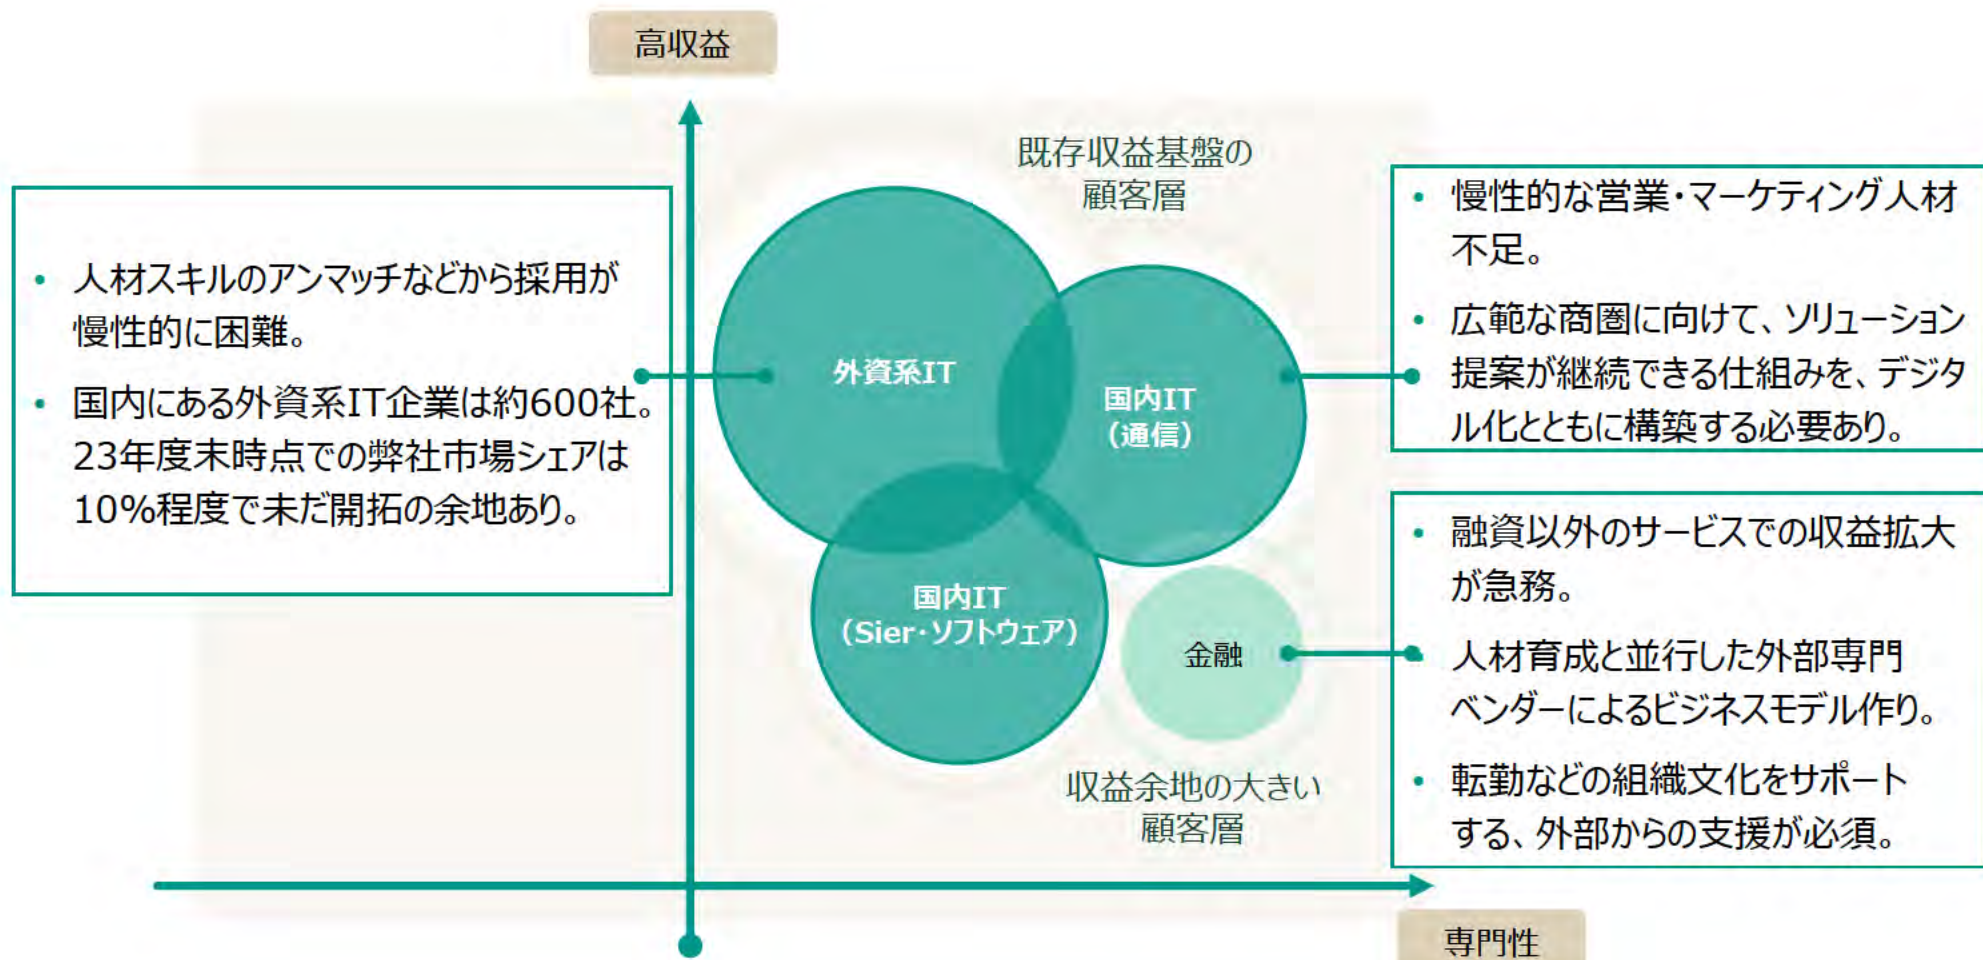 高収益
既存収益基盤の
顧客層
• 人材スキルのアンマッチなどから採用が
慢性的に困難。
• 国内にある外資系IT企業は約600社。
23年度末時点での弊社市場シェアは
10%程度で未だ開拓の余地あり。
外資系IT
国内IT
(通信)
国内IT
(Sier・ソフトウェア)
金融
• 慢性的な営業・マーケティング人材
不足。
• 広範な商圏に向けて、ソリューション
提案が継続できる仕組みを、デジタ
ル化とともに構築する必要あり。
• 融資以外のサービスでの収益拡大
が急務。
• 人材育成と並行した外部専門
ベンダーによるビジネスモデル作り。
• 転勤などの組織文化をサポート
する、外部からの支援が必須。
収益余地の大きい
顧客層
専門性